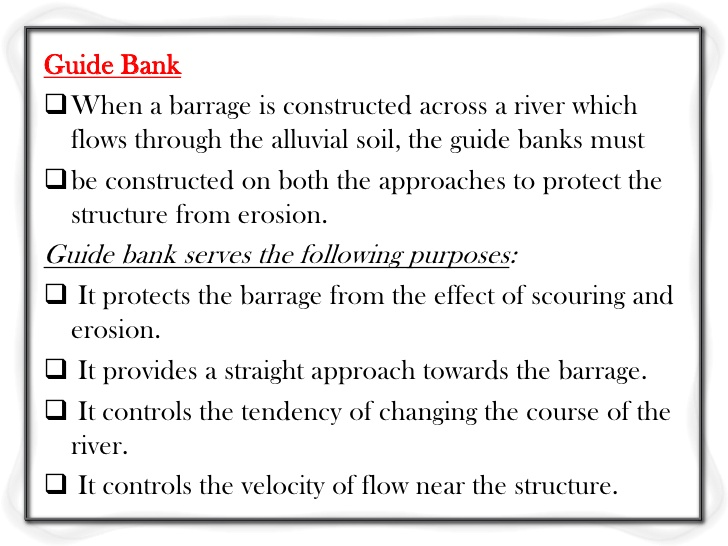 Guide Bank
❑When a barrage is constructed across a river which
flows through the alluvial soil, the guide banks must
❑be constructed on both the approaches to protect the
structure from erosion.
Guide bank serves the following purposes:
❑ It protects the barrage from the effect of scouring and
erosion.
❑ It provides a straight approach towards the barrage.
❑ It controls the tendency of changing the course of the
river.
❑ It controls the velocity of flow near the structure.